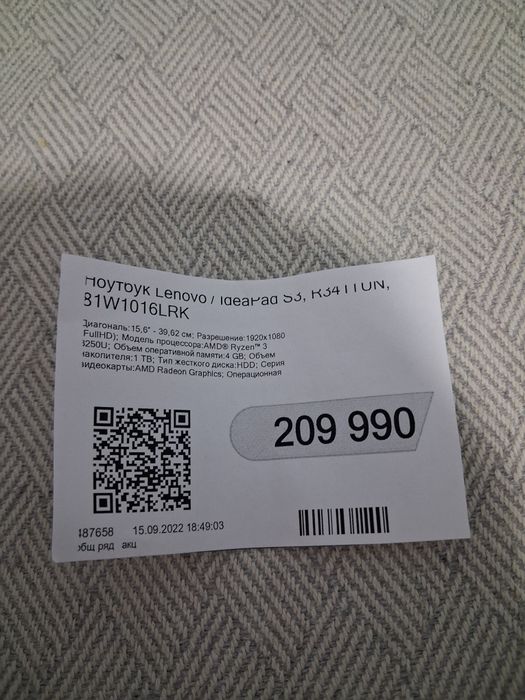 Ноутбук Lenovo / IdeaPad S3, R341TUN,
81W1016LRK
Диагональ:15,6" - 39,62 см; Разрешение:1920x1080
FullHD); Модель процессора:AMD® Ryzen™ 3
3250U; Объем оперативной памяти:4 GB; Объем
накопителя:1 TB; Тип жесткого диска:HDD; Серия
видеокарты:AMD Radeon Graphics; Операционная
209 990
487658 15.09.2022 18:49:03
общ ряд акц